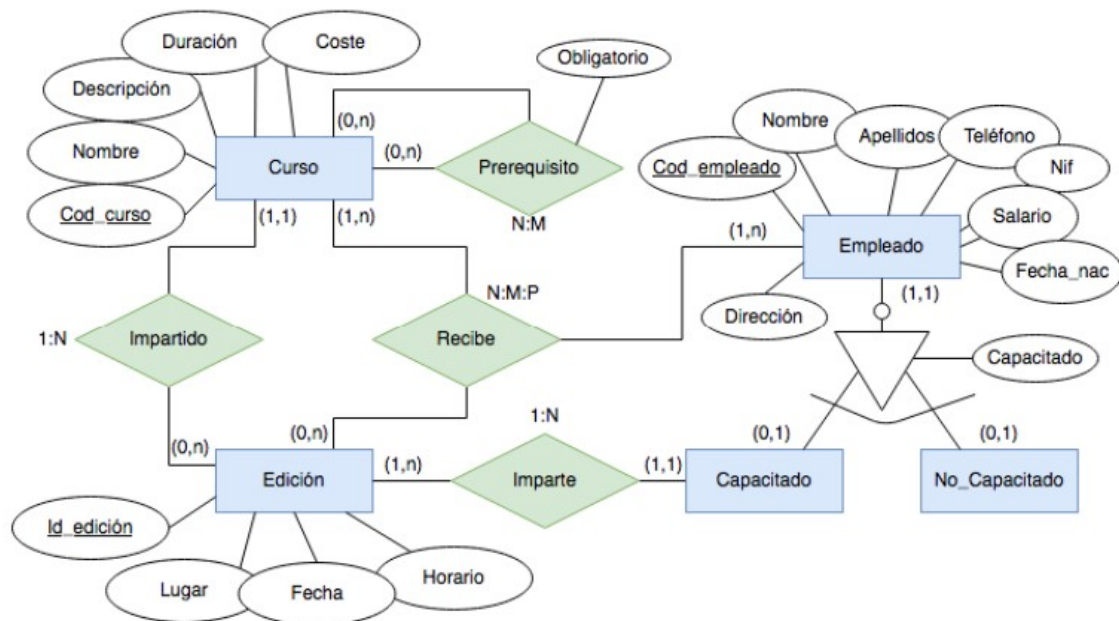 Duración
Coste
Obligatorio
Descripción
(0,n)
Nombre
Apellidos
Teléfono
Nombre
(0,n)
Curso
Prerequisito
Cod_empleado
Nif
Cod_curso
(1,1)
(1,n)
N:M
(1,n)
Empleado
Salario
Fecha_nac
N:M:P
Dirección
(1,1)
1:N
Impartido
Recibe
Capacitado
1:N
(0,n)
(0,n)
(1,n)
Imparte
(1,1)
(0,1)
(0,1)
Edición
Capacitado
No_Capacitado
Id_edición
Lugar
Fecha
Horario